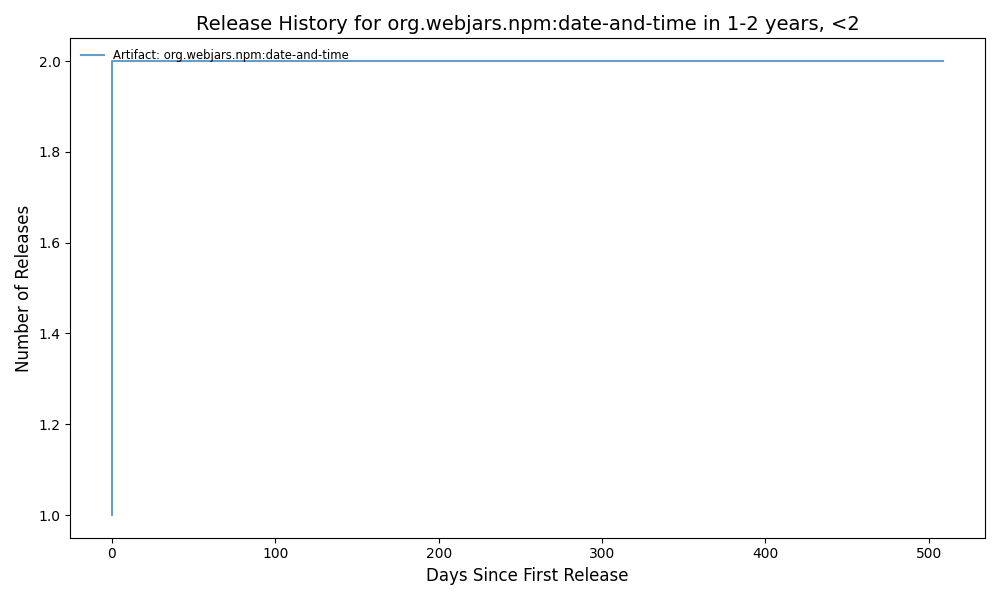 Release History for org.webjars.npm:date-and-time in 1-2 years, <2
Artifact: org.webjars.npm:date-and-time
Number of Releases
2.0
1.8
1.6
1.4
1.2
1.0
0 100 200 300 400 500
Days Since First Release